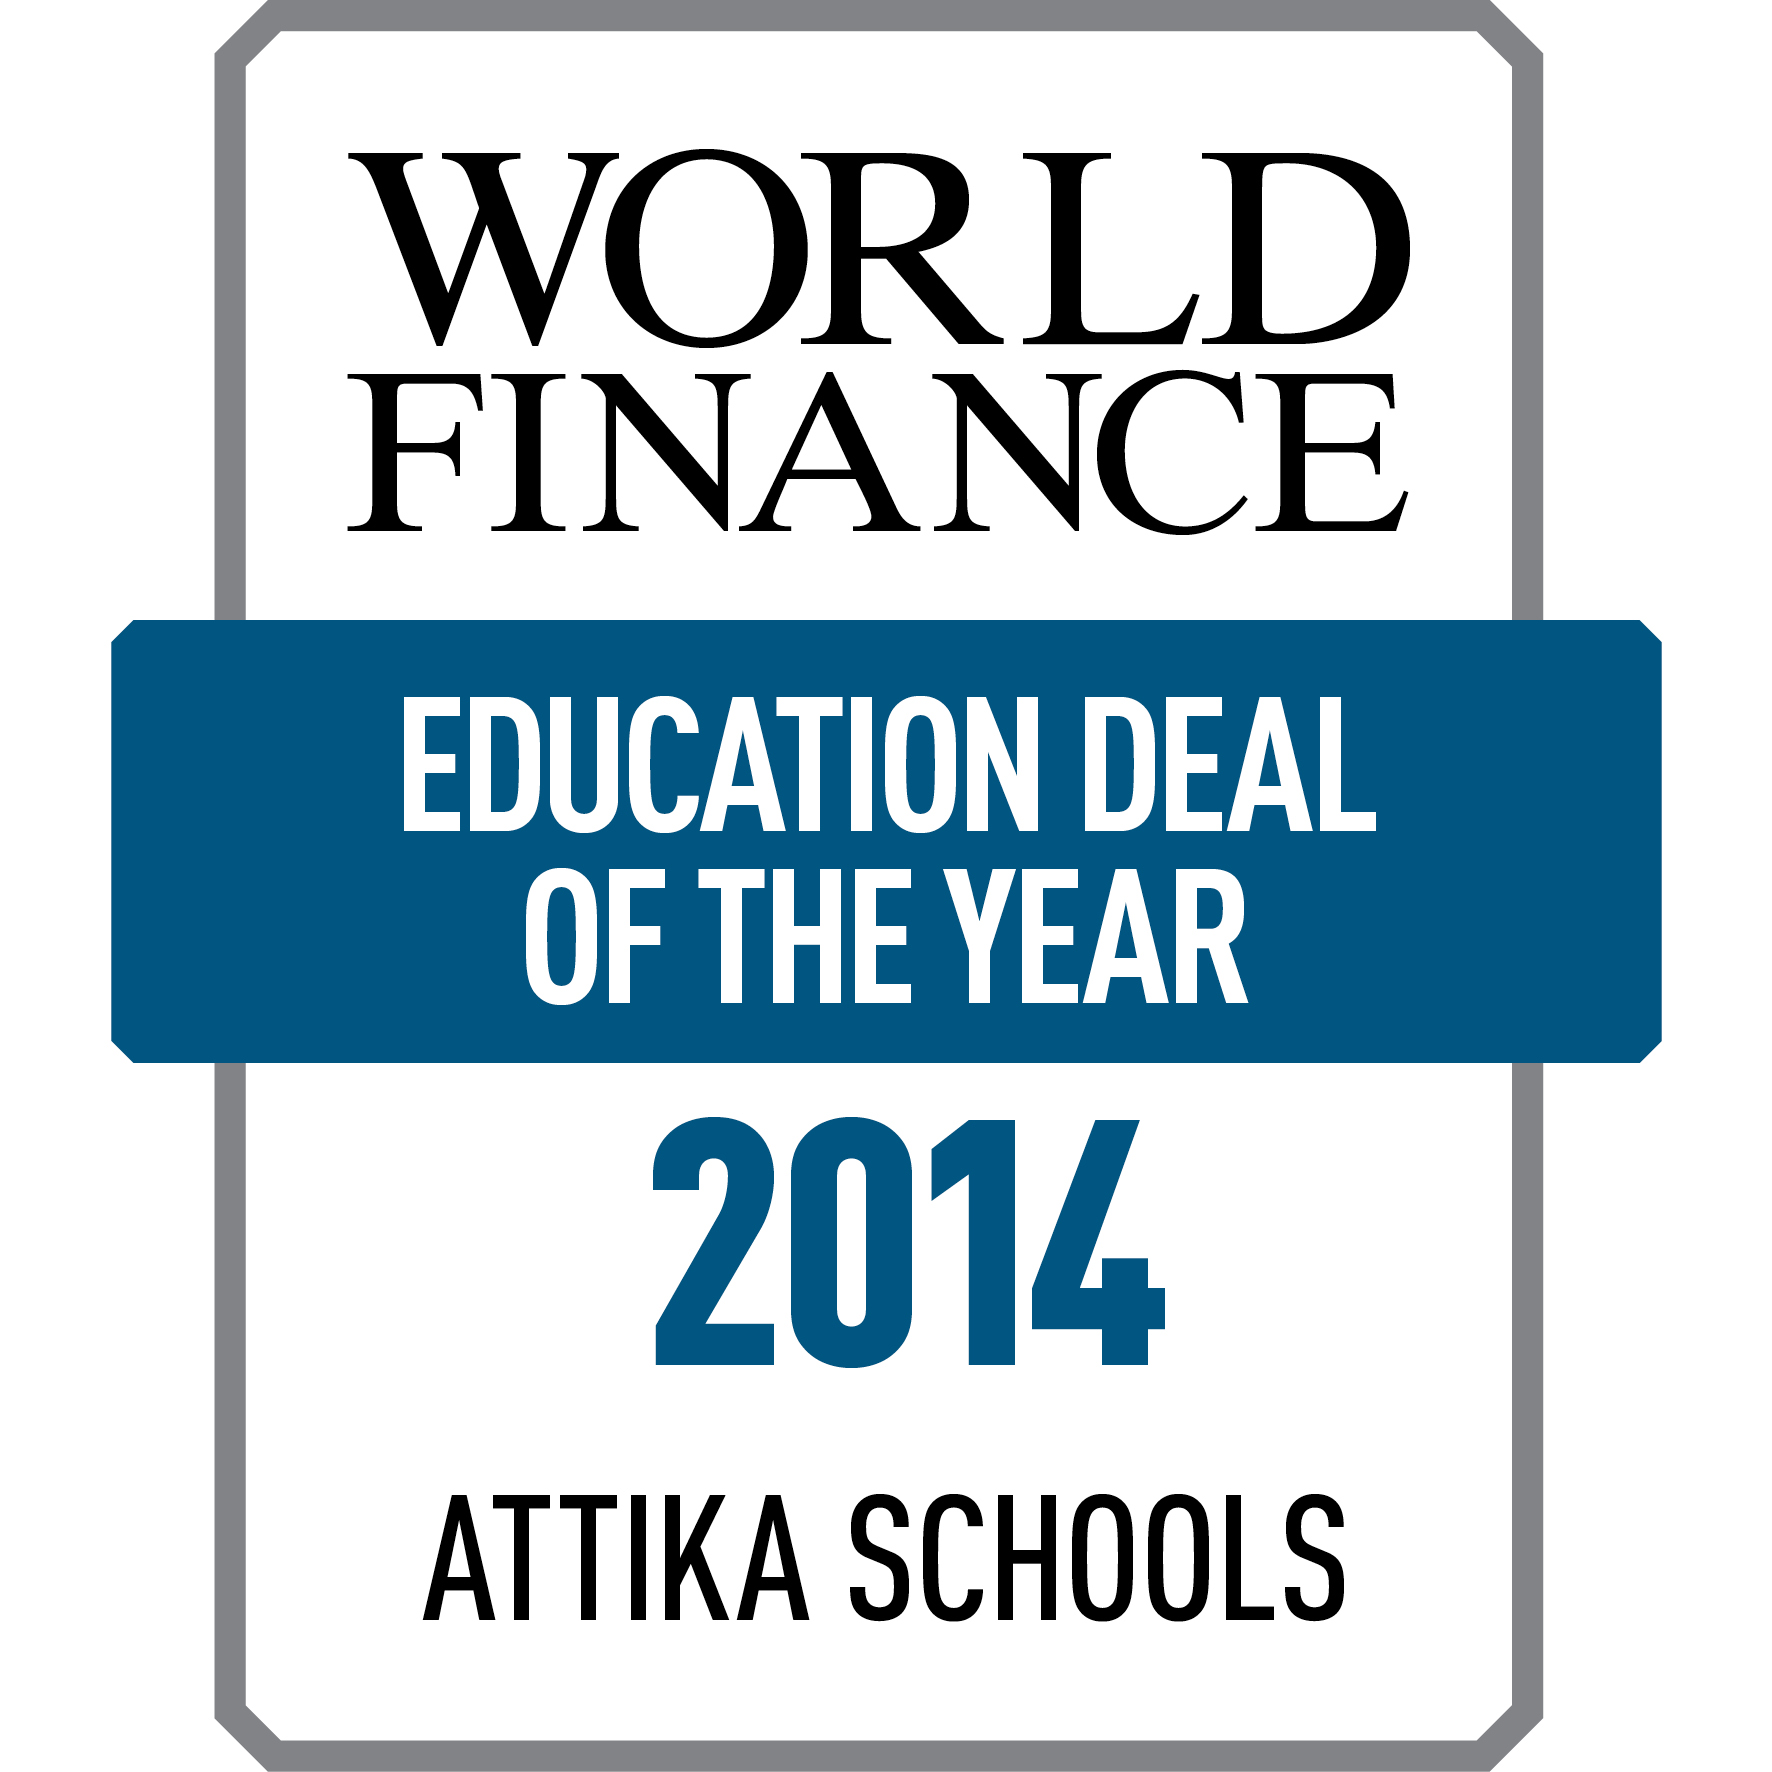 WORLD
FINANCE
EDUCATION DEAL
OF THE YEAR
2014
ATTIKA SCHOOLS